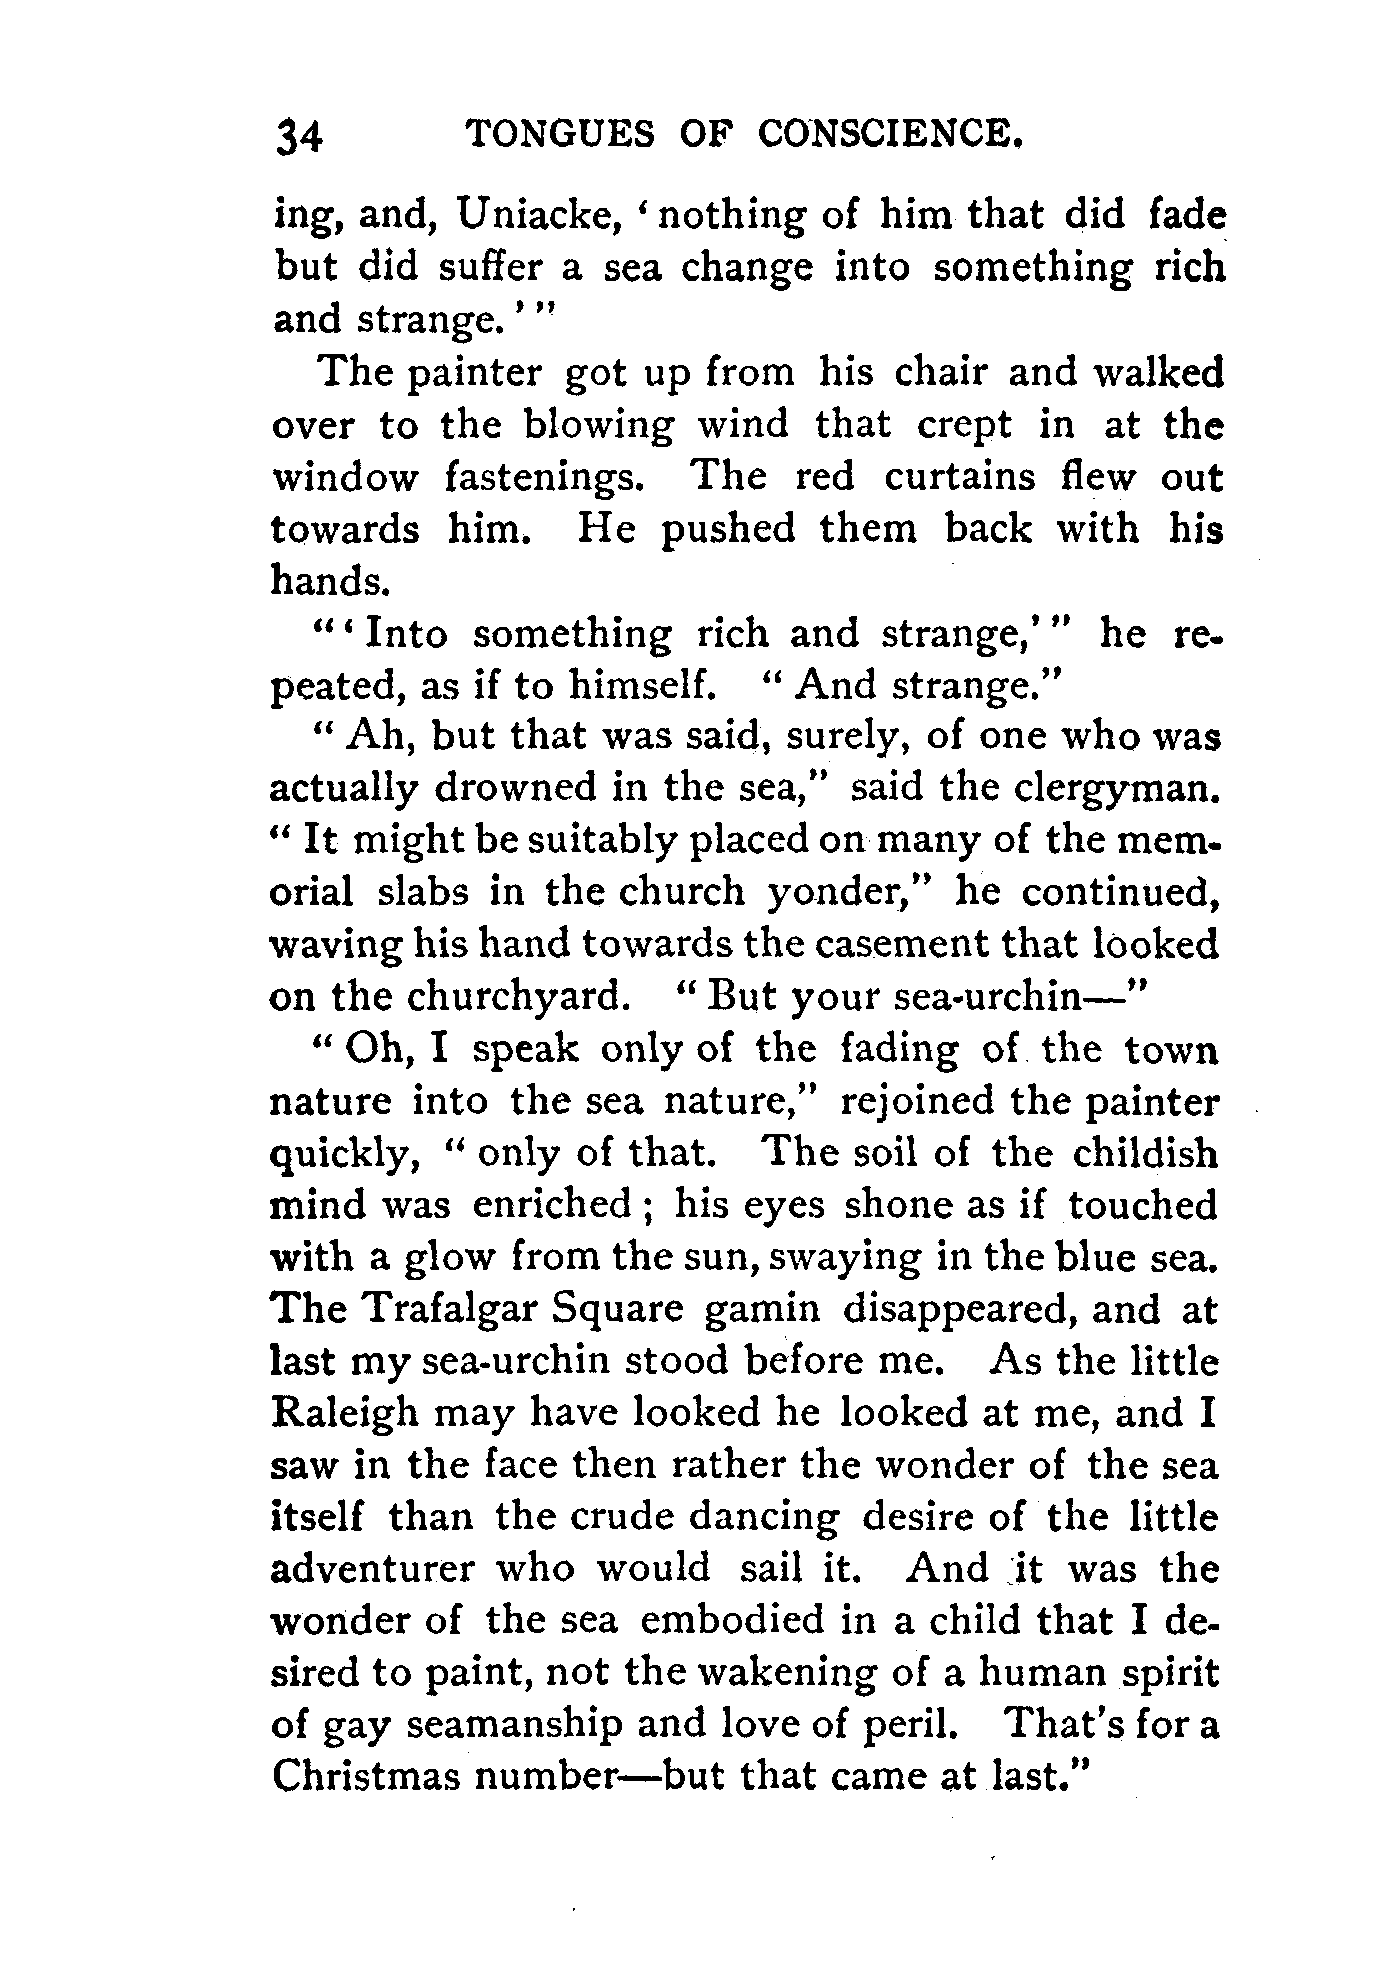 34 TONGUES OF CONSCIENCE.
ing, and, Uniacke, ‘ nothing of him that did fade
but did suffer a sea change into something rich
and strange.’”
The painter got up from his chair and walked
over to the blowing wind that crept in at the
window fastenings. The red curtains flew out
towards him. He pushed them back with his
hands.
“‘ Into something rich and strange,’” he re-
peated, as if to himself. “ And strange.”
“ Ah, but that was said, surely, of one who was
actually drowned in the sea,” said the clergyman.
“ It might be suitably placed on many of the mem-
orial slabs in the church yonder,” he continued,
waving his hand towards the casement that looked
on the churchyard. “ But your sea-urchin—”
“ Oh, I speak only of the fading of the town
nature into the sea nature,” rejoined the painter
quickly, “ only of that. The soil of the childish
mind was enriched ; his eyes shone as if touched
with a glow from the sun, swaying in the blue sea.
The Trafalgar Square gamin disappeared, and at
last my sea-urchin stood before me. As the little
Raleigh may have looked he looked at me, and I
saw in the face then rather the wonder of the sea
itself than the crude dancing desire of the little
adventurer who would sail it. And it was the
wonder of the sea embodied in a child that I de-
sired to paint, not the wakening of a human spirit
of gay seamanship and love of peril. That’s for a
Christmas number—but that came at last.”